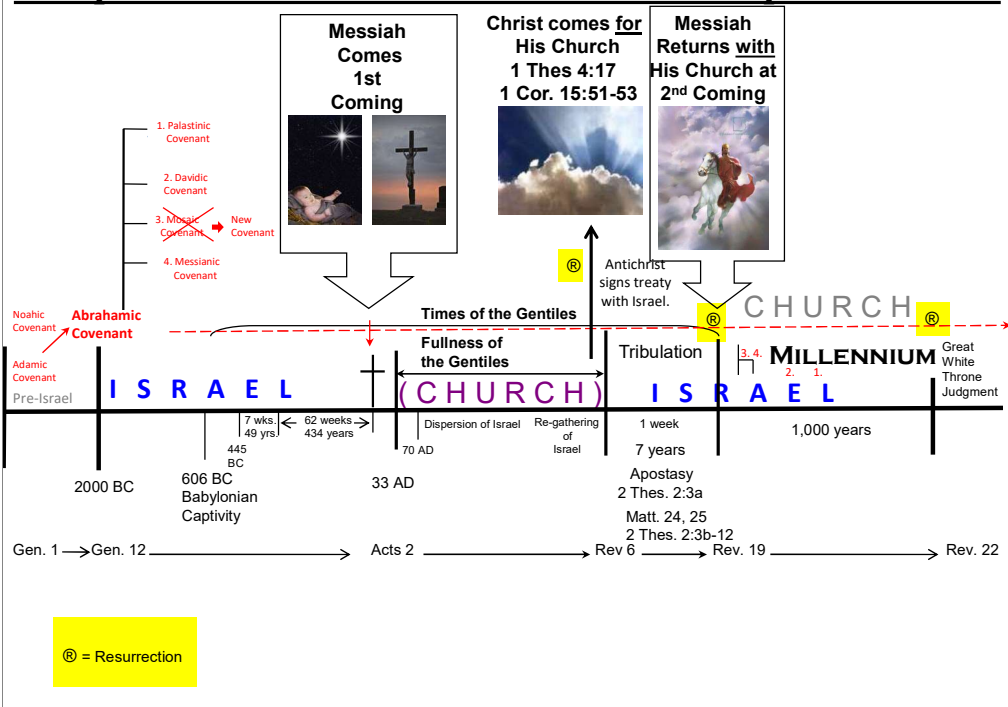 Messiah
Comes
1st
Coming
Christ comes for
His Church
1 Thes 4:17
1 Cor. 15:51-53
Messiah
Returns with
His Church at
2nd Coming
1. Palastinic
Covenant
2. Davidic
Covenant
3. Mosaic
Covenant
New
Covenant
4. Messianic
Covenant
®
Antichrist
signs treaty
with Israel.
Noahic
Covenant
Abrahamic
Covenant
Adamic
Covenant
Pre-Israel
Times of the Gentiles
®
CHURCH
®
Fullness of
the Gentiles
Tribulation
3. 4.
MILLENNIUM
2. 1.
Great
White
Throne
Judgment
ISRAEL
(CHURCH)
ISRAEL
7 wks.
49 yrs.
62 weeks
434 years
445
BC
70 AD
Dispersion of Israel
Re-gathering
of
Israel
1 week
7 years
1,000 years
2000 BC
606 BC
Babylonian
Captivity
33 AD
Apostasy
2 Thes. 2:3a
Matt. 24, 25
2 Thes. 2:3b-12
Gen. 1 Gen. 12 Acts 2 Rev 6 Rev. 19 Rev. 22
® = Resurrection